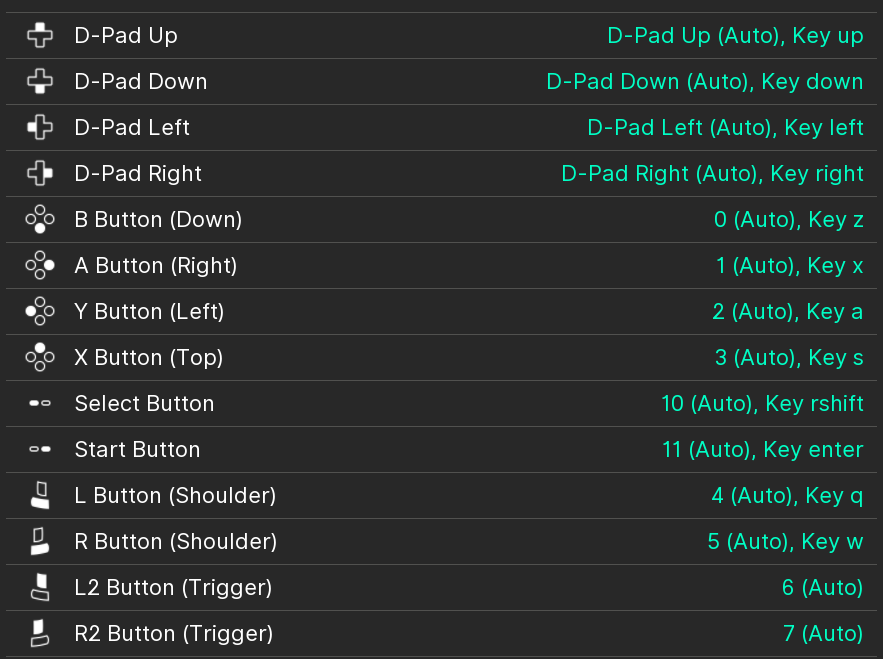 D-Pad Up D-Pad Up (Auto), Key up
D-Pad Down D-Pad Down (Auto), Key down
D-Pad Left D-Pad Left (Auto), Key left
D-Pad Right D-Pad Right (Auto), Key right
B Button (Down) 0 (Auto), Key z
A Button (Right) 1 (Auto), Key x
Y Button (Left) 2 (Auto), Key a
X Button (Top) 3 (Auto), Key s
Select Button 10 (Auto), Key rshift
Start Button 11 (Auto), Key enter
L Button (Shoulder) 4 (Auto), Key q
R Button (Shoulder) 5 (Auto), Key w
L2 Button (Trigger) 6 (Auto)
R2 Button (Trigger) 7 (Auto)